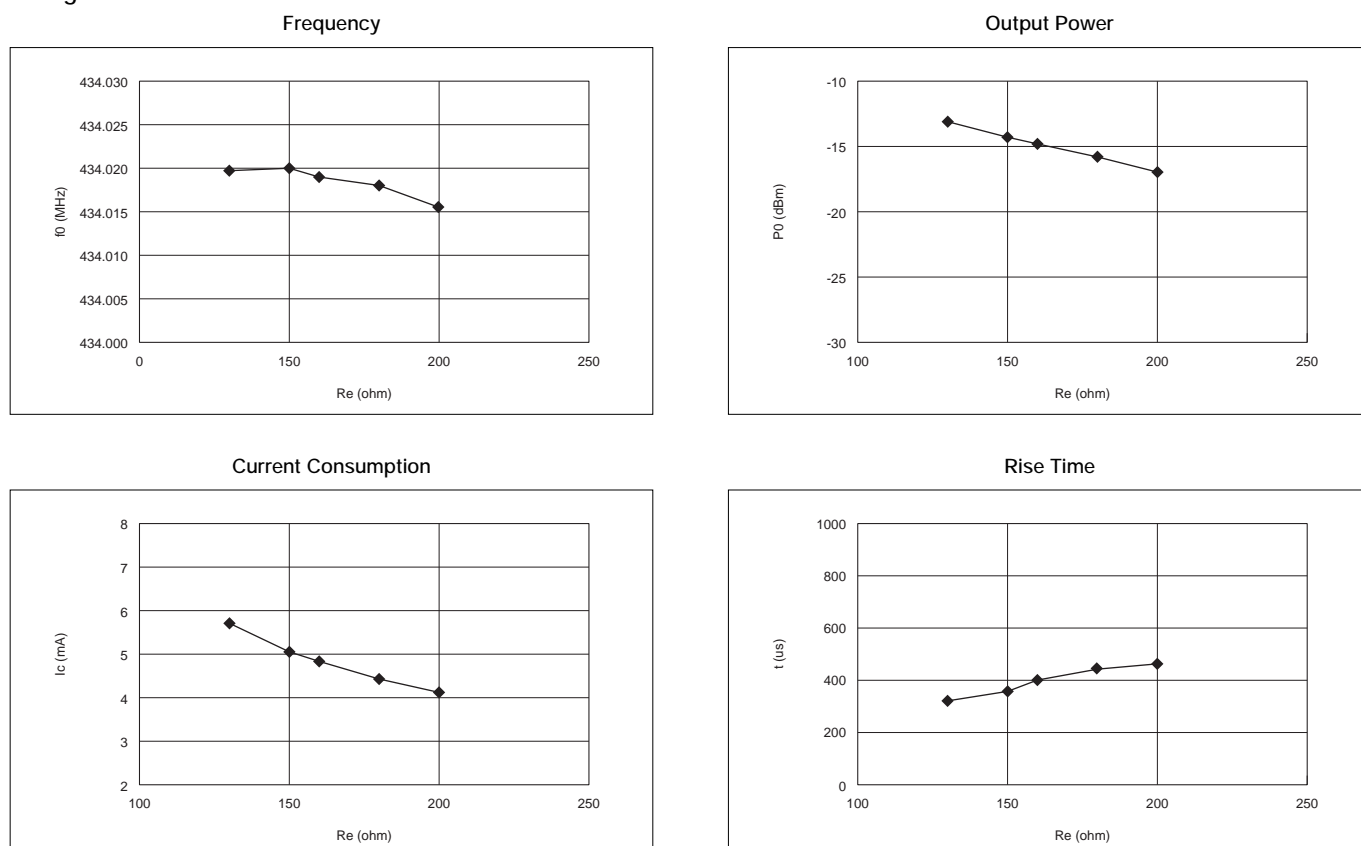 Frequency
434.030
434.025
434.020
434.015
434.010
434.005
434.000
f0 (MHz)
0 150 200 250
Re (ohm)
Output Power
-10
-15
-20
-25
-30
P0 (dBm)
100 150 200 250
Re (ohm)
Current Consumption
8
7
6
5
4
3
2
Ic (mA)
100 150 200 250
Re (ohm)
Rise Time
1000
800
600
400
200
0
t (us)
100 150 200 250
Re (ohm)